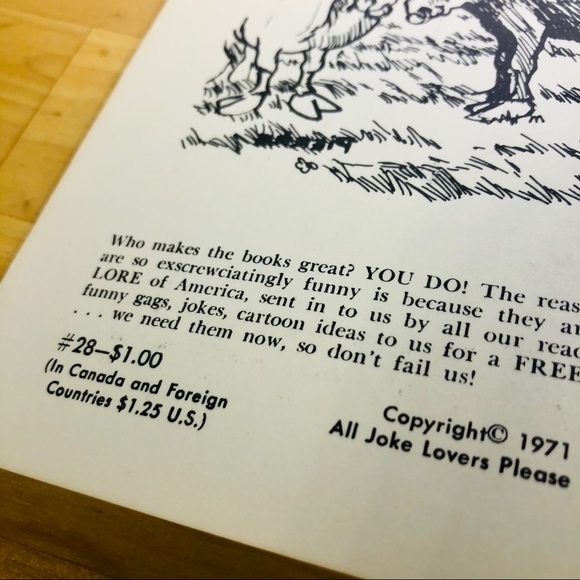 Who makes the books great? YOU DO! The reas
are so exscrewciatingly funny is because they ar
LORE of America, sent in to us by all our read
funny gags, jokes, cartoon ideas to us for a FREE
. . . we need them now, so don't fail us!
#28—$1.00
(In Canada and Foreign
Countries $1.25 U.S.)
Copyright© 1971
All Joke Lovers Please